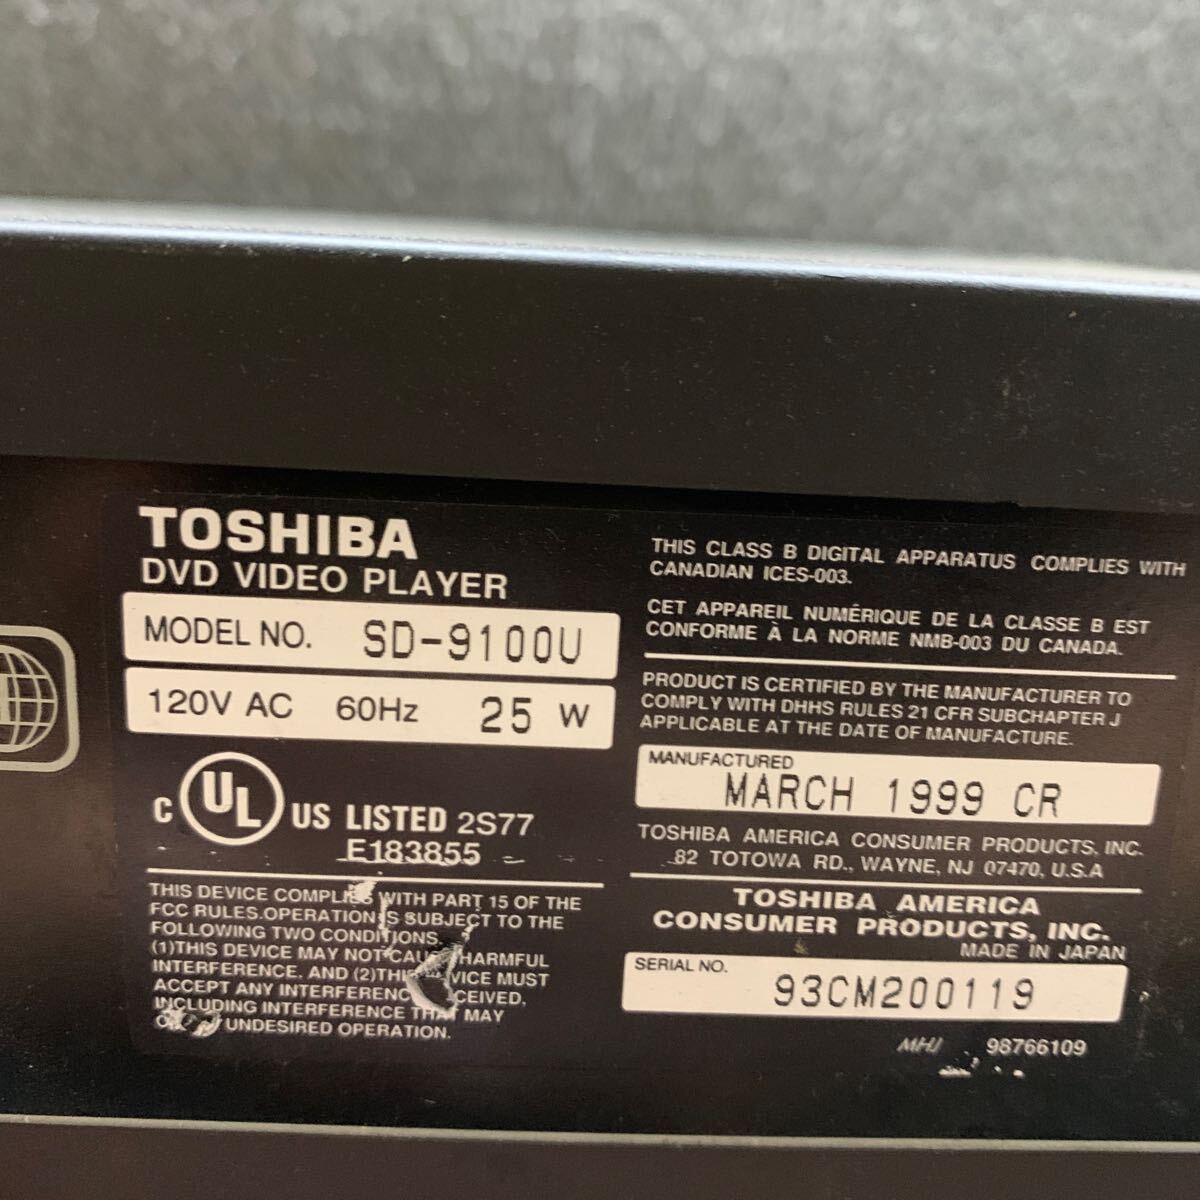 TOSHIBA
DVD VIDEO PLAYER
MODEL NO. SD-9100U
120V AC 60Hz 25 W
C UL US LISTED 2S77
E183855
THIS DEVICE COMPLIES WITH PART 15 OF THE
FCC RULES.OPERATION IS SUBJECT TO THE
FOLLOWING TWO CONDITIONS.
(1)THIS DEVICE MAY NOT CAUSE HARMFUL
INTERFERENCE. AND (2)THIS DEVICE MUST
ACCEPT ANY INTERFERENCE RECEIVED,
INCLUDING INTERFERENCE THAT MAY
UNDESIRED OPERATION.
THIS CLASS B DIGITAL APPARATUS COMPLIES WITH
CANADIAN ICES-003.
CET APPAREIL NUMÉRIQUE DE LA CLASSE B EST
CONFORME À LA NORME NMB-003 DU CANADA.
PRODUCT IS CERTIFIED BY THE MANUFACTURER TO
COMPLY WITH DHHS RULES 21 CFR SUBCHAPTER J
APPLICABLE AT THE DATE OF MANUFACTURE.
MANUFACTURED
MARCH 1999 CR
TOSHIBA AMERICA CONSUMER PRODUCTS, INC.
82 TOTOWA RD., WAYNE, NJ 07470, U.S.A
TOSHIBA AMERICA
CONSUMER PRODUCTS, INC.
MADE IN JAPAN
SERIAL NO. 93CM200119
MHJ 98766109